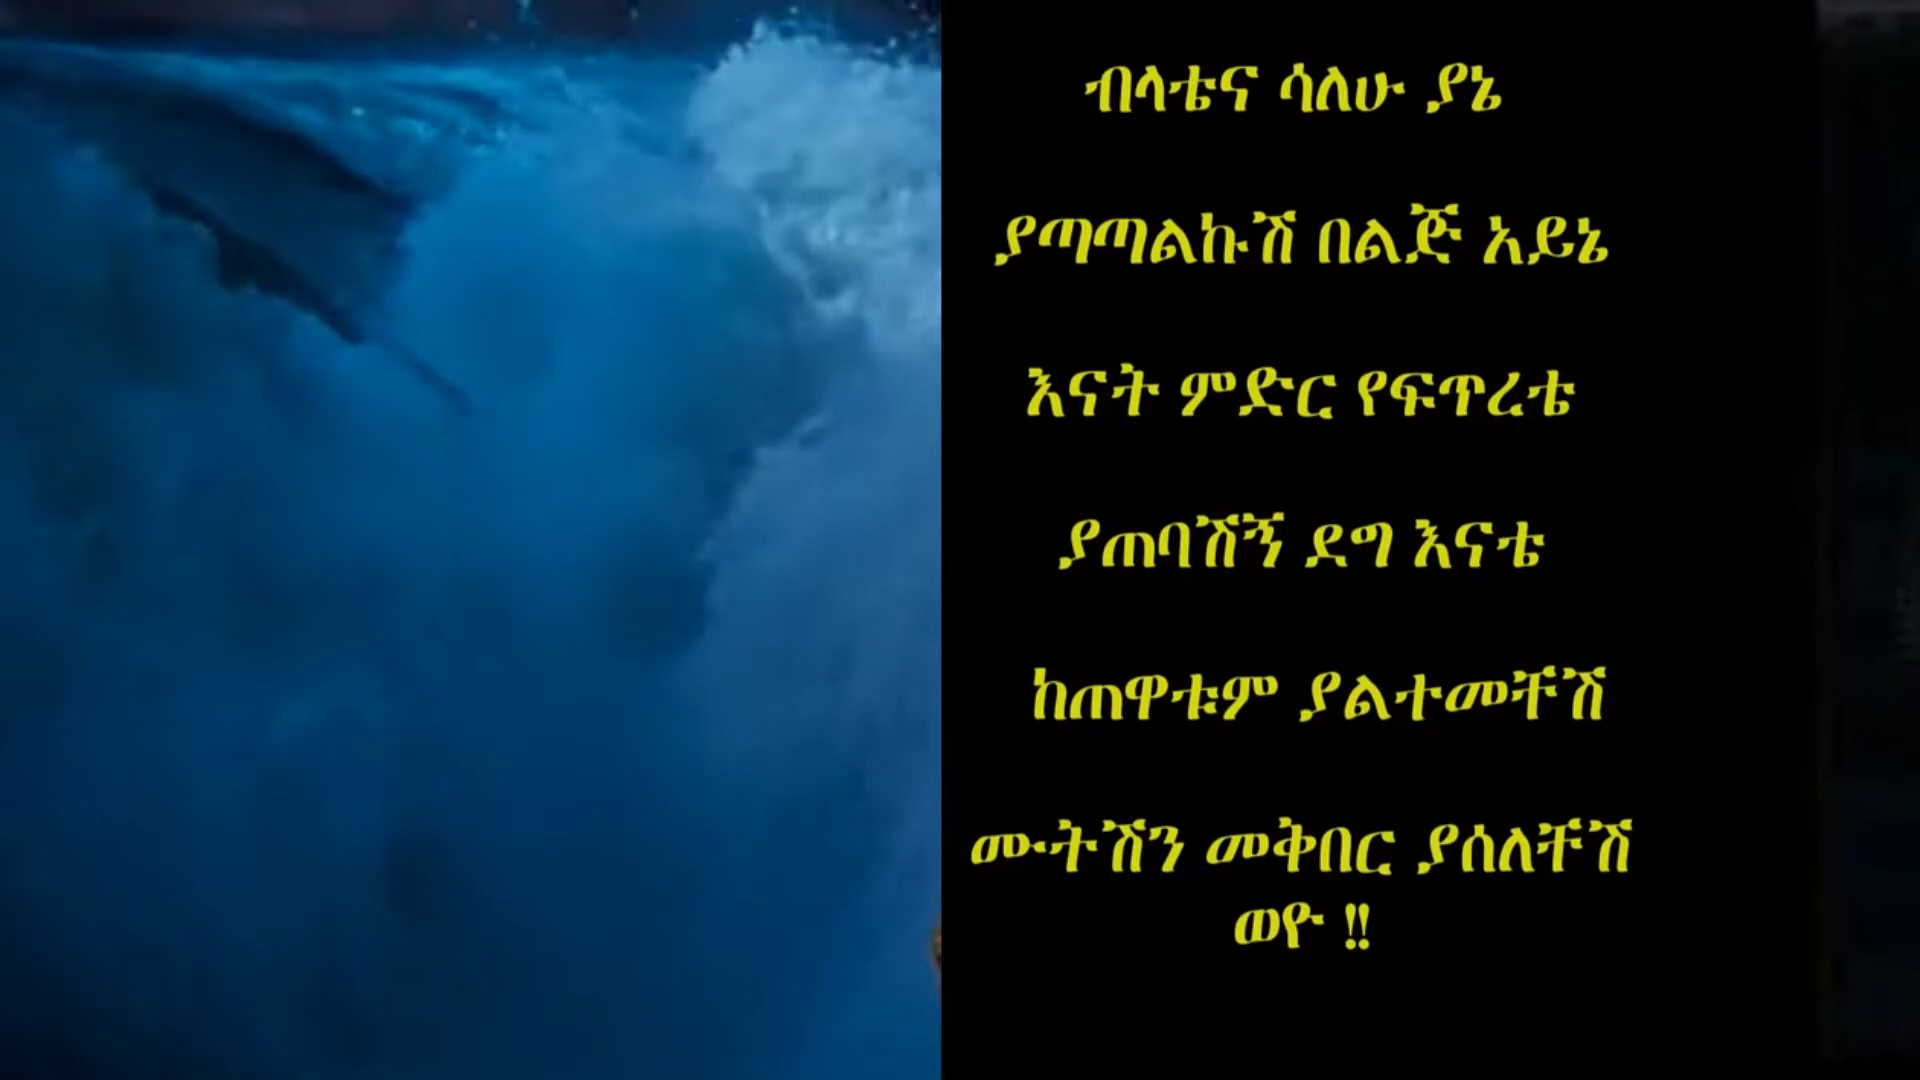 ብላቴና ሳለሁ ያኔ
ያጣጣልኩሽ በልጅ አይኔ
እናት ምድር የፍጥረቴ
ያጠባሽኝ ደግ እናቴ
ከጠዋቱም ያልተመቸሽ
ሙትሽን መቅበር ያሰለቸሽ
ወዮ !!